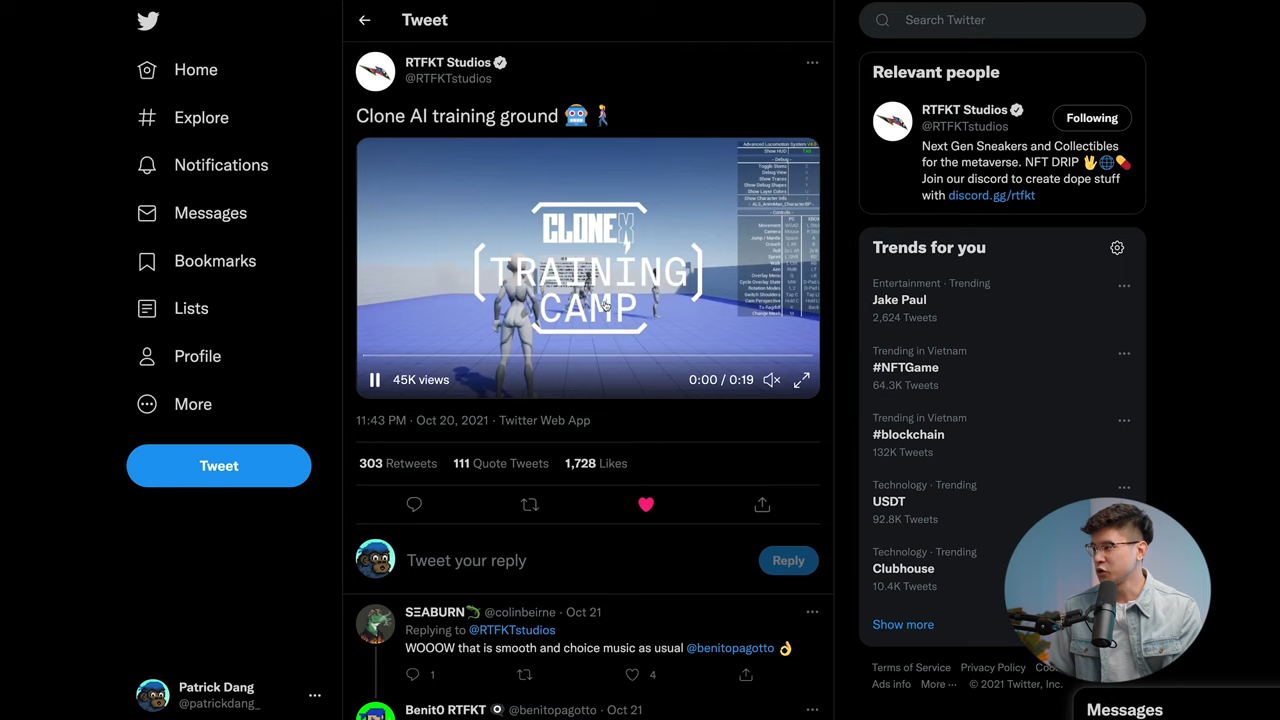 Tweet
Search Twitter
Home
Explore
Notifications
Messages
Bookmarks
Lists
Profile
More
Tweet
Patrick Dang
@patrickdang_
RTFKT Studios
@RTFKTstudios
Clone AI training ground
Advanced Locomotion System V4
CLONEX
TRAINING
CAMP
45K views
0:00 / 0:19
11:43 PM · Oct 20, 2021 · Twitter Web App
303 Retweets 111 Quote Tweets 1,728 Likes
Tweet your reply
Reply
SΞABURN @colinbeirne · Oct 21
Replying to @RTFKTstudios
WOOOW that is smooth and choice music as usual @benitopagotto
1
4
Benit0 RTFKT @benitopagotto · Oct 21
Relevant people
RTFKT Studios
@RTFKTstudios
Following
Next Gen Sneakers and Collectibles
for the metaverse. NFT DRIP
Join our discord to create dope stuff
with discord.gg/rtfkt
Trends for you
Entertainment · Trending
Jake Paul
2,624 Tweets
Trending in Vietnam
#NFTGame
64.3K Tweets
Trending in Vietnam
#blockchain
132K Tweets
Technology · Trending
USDT
92.8K Tweets
Technology · Trending
Clubhouse
10.4K Tweets
Show more
Terms of Service Privacy Policy
Ads info More ··· © 2021 Twitter, Inc.
Messages